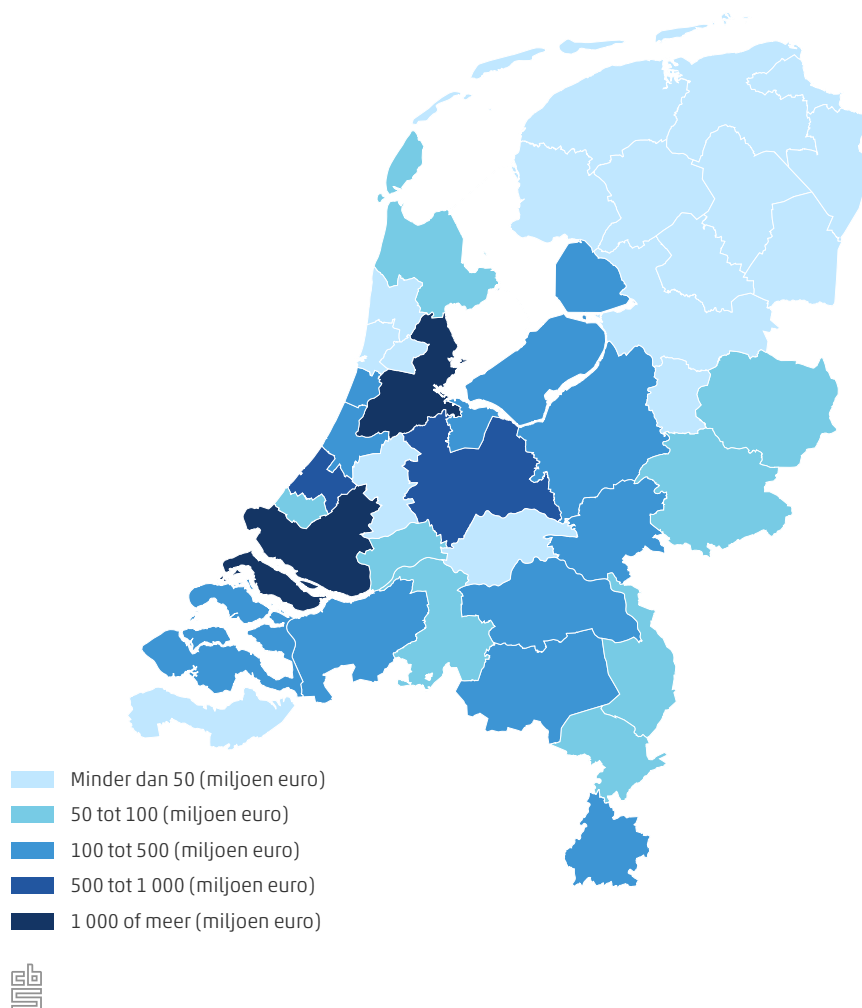 Minder dan 50 (miljoen euro)
50 tot 100 (miljoen euro)
100 tot 500 (miljoen euro)
500 tot 1 000 (miljoen euro)
1 000 of meer (miljoen euro)
cbs